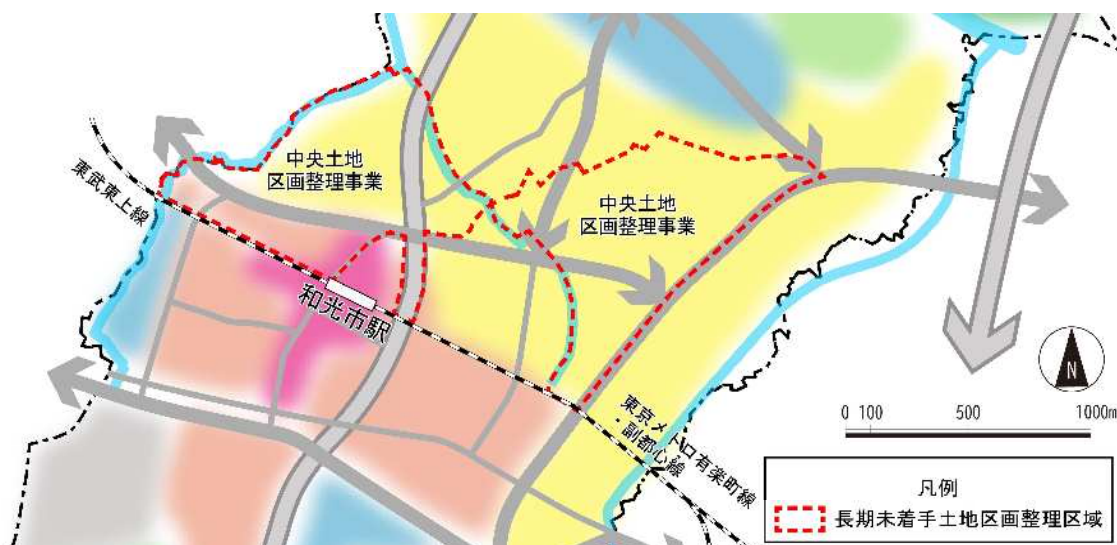 中央土地
区画整理事業
東武東上線
中央土地
区画整理事業
和光市駅
東京メトロ有楽町線
・副都心線
N
0 100 500 1000m
凡例
長期未着手土地区画整理区域